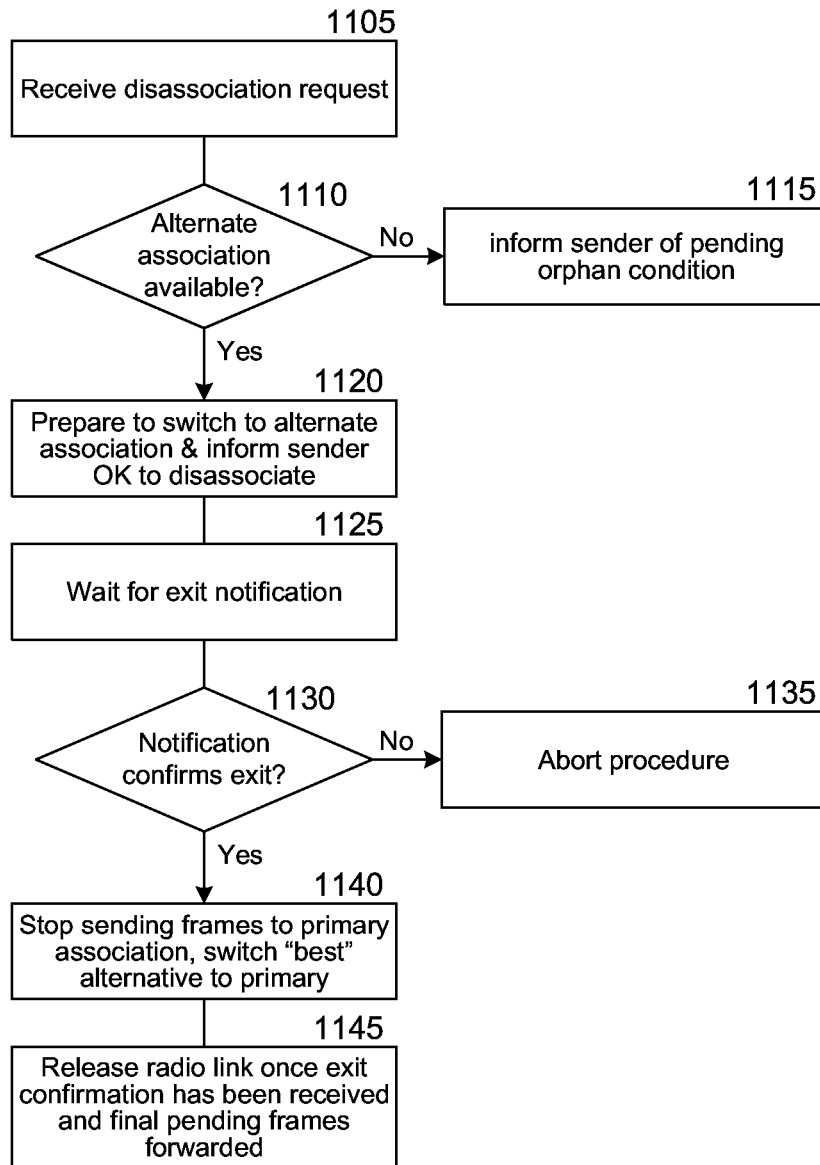 1105
Receive disassociation request
1110
Alternate
association
available?
No
1115
inform sender of pending
orphan condition
Yes
1120
Prepare to switch to alternate
association & inform sender
OK to disassociate
1125
Wait for exit notification
1130
Notification
confirms exit?
No
1135
Abort procedure
Yes
1140
Stop sending frames to primary
association, switch “best”
alternative to primary
1145
Release radio link once exit
confirmation has been received
and final pending frames
forwarded